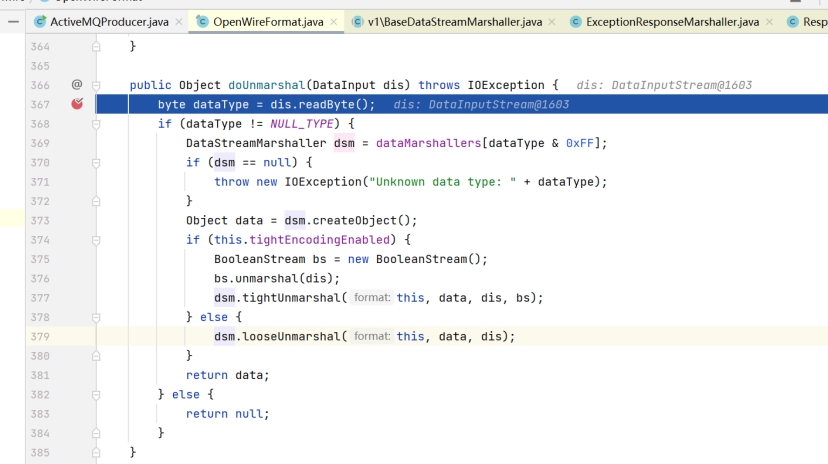 ActiveMQProducer.java × OpenWireFormat.java × v1\BaseDataStreamMarshaller.java × ExceptionResponseMarshaller.java × Resp
364 }
365
366 @ public Object doUnmarshal(DataInput dis) throws IOException { dis: DataInputStream@1603
367 byte dataType = dis.readByte(); dis: DataInputStream@1603
368 if (dataType != NULL_TYPE) {
369 DataStreamMarshaller dsm = dataMarshallers[dataType & 0xFF];
370 if (dsm == null) {
371 throw new IOException("Unknown data type: " + dataType);
372 }
373 Object data = dsm.createObject();
374 if (this.tightEncodingEnabled) {
375 BooleanStream bs = new BooleanStream();
376 bs.unmarshal(dis);
377 dsm.tightUnmarshal( format: this, data, dis, bs);
378 } else {
379 dsm.looseUnmarshal( format: this, data, dis);
380 }
381 return data;
382 } else {
383 return null;
384 }
385 }